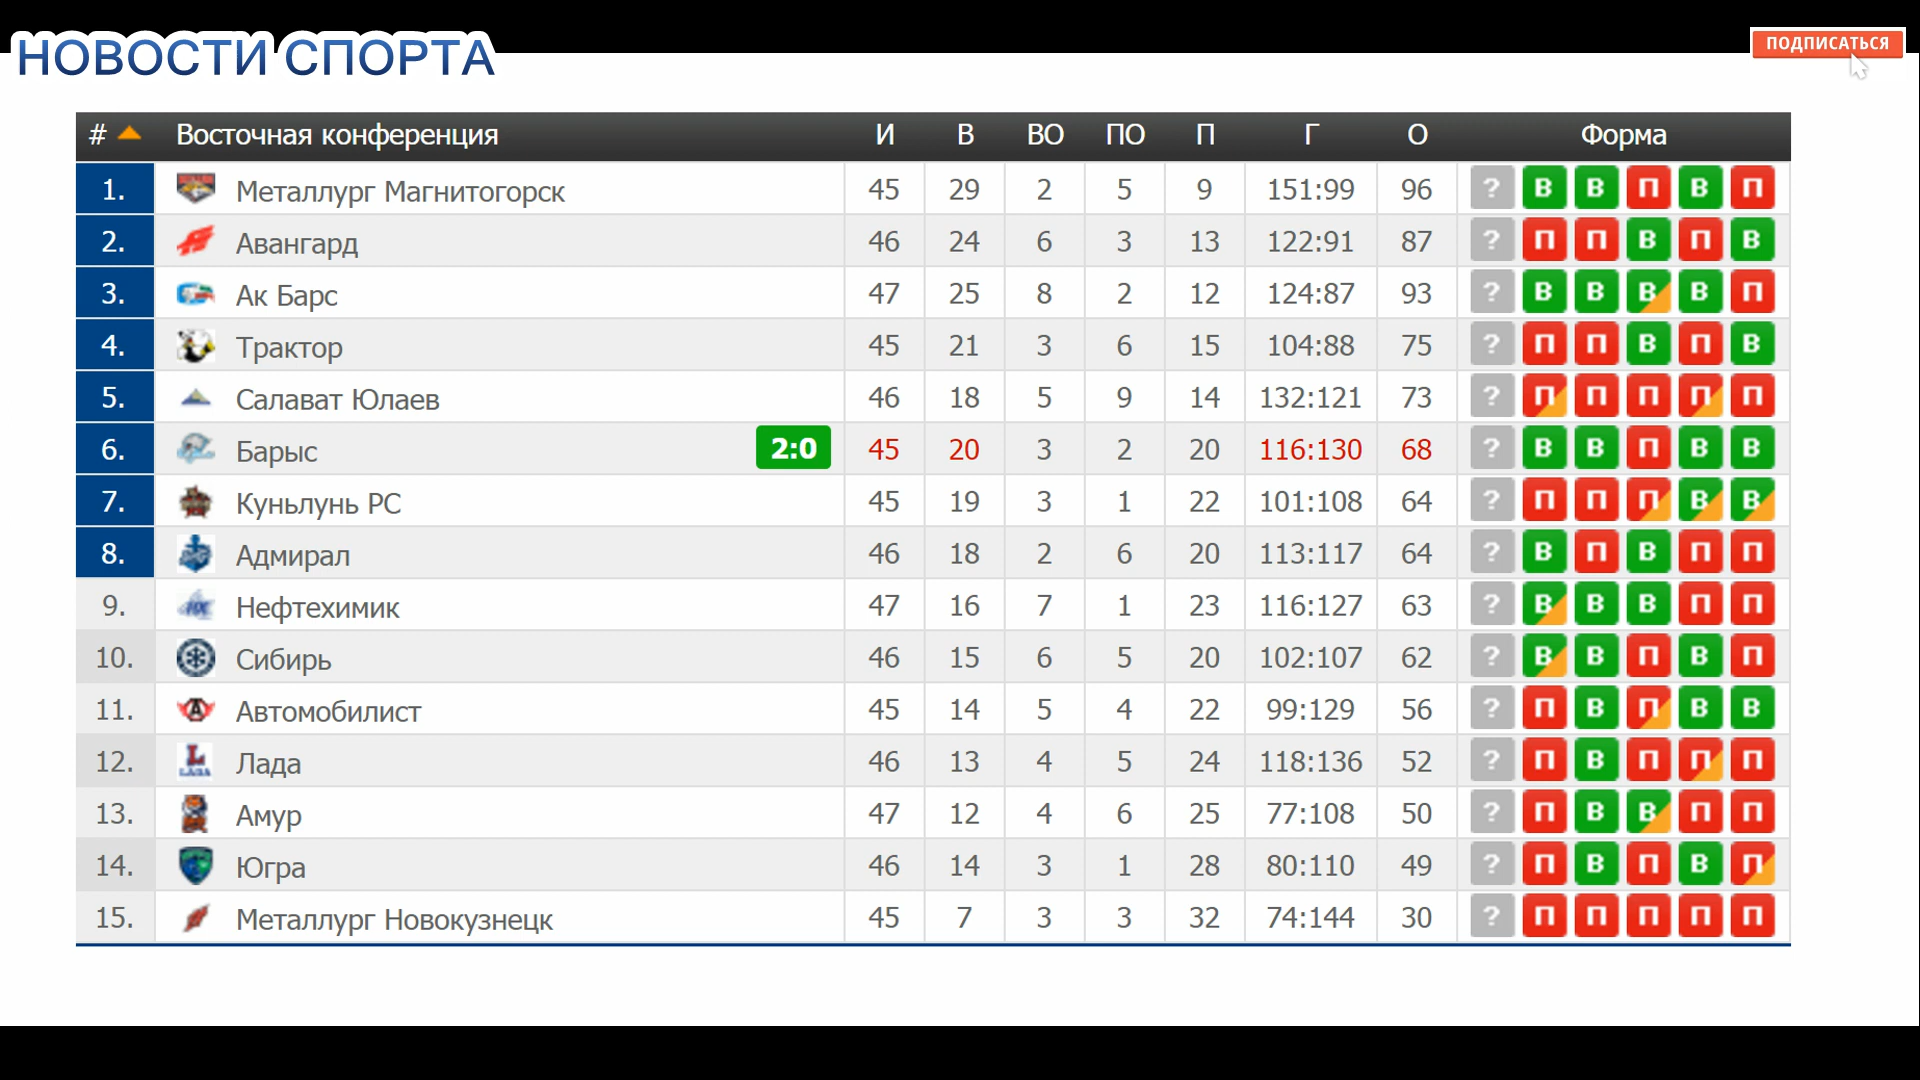 НОВОСТИ СПОРТА
ПОДПИСАТЬСЯ
# Восточная конференция И В ВО ПО П Г О Форма
1. Металлург Магнитогорск 45 29 2 5 9 151:99 96 ? В В П В П
2. Авангард 46 24 6 3 13 122:91 87 ? П П В П В
3. Ак Барс 47 25 8 2 12 124:87 93 ? В В В В П
4. Трактор 45 21 3 6 15 104:88 75 ? П П В П В
5. Салават Юлаев 46 18 5 9 14 132:121 73 ? П П П П П
6. Барыс 2:0 45 20 3 2 20 116:130 68 ? В В П В В
7. Куньлунь РС 45 19 3 1 22 101:108 64 ? П П П В В
8. Адмирал 46 18 2 6 20 113:117 64 ? В П В П П
9. Нефтехимик 47 16 7 1 23 116:127 63 ? В В В П П
10. Сибирь 46 15 6 5 20 102:107 62 ? В В П В П
11. Автомобилист 45 14 5 4 22 99:129 56 ? П В П В В
12. Лада 46 13 4 5 24 118:136 52 ? П В П П П
13. Амур 47 12 4 6 25 77:108 50 ? П В В П П
14. Югра 46 14 3 1 28 80:110 49 ? П В П В П
15. Металлург Новокузнецк 45 7 3 3 32 74:144 30 ? П П П П П